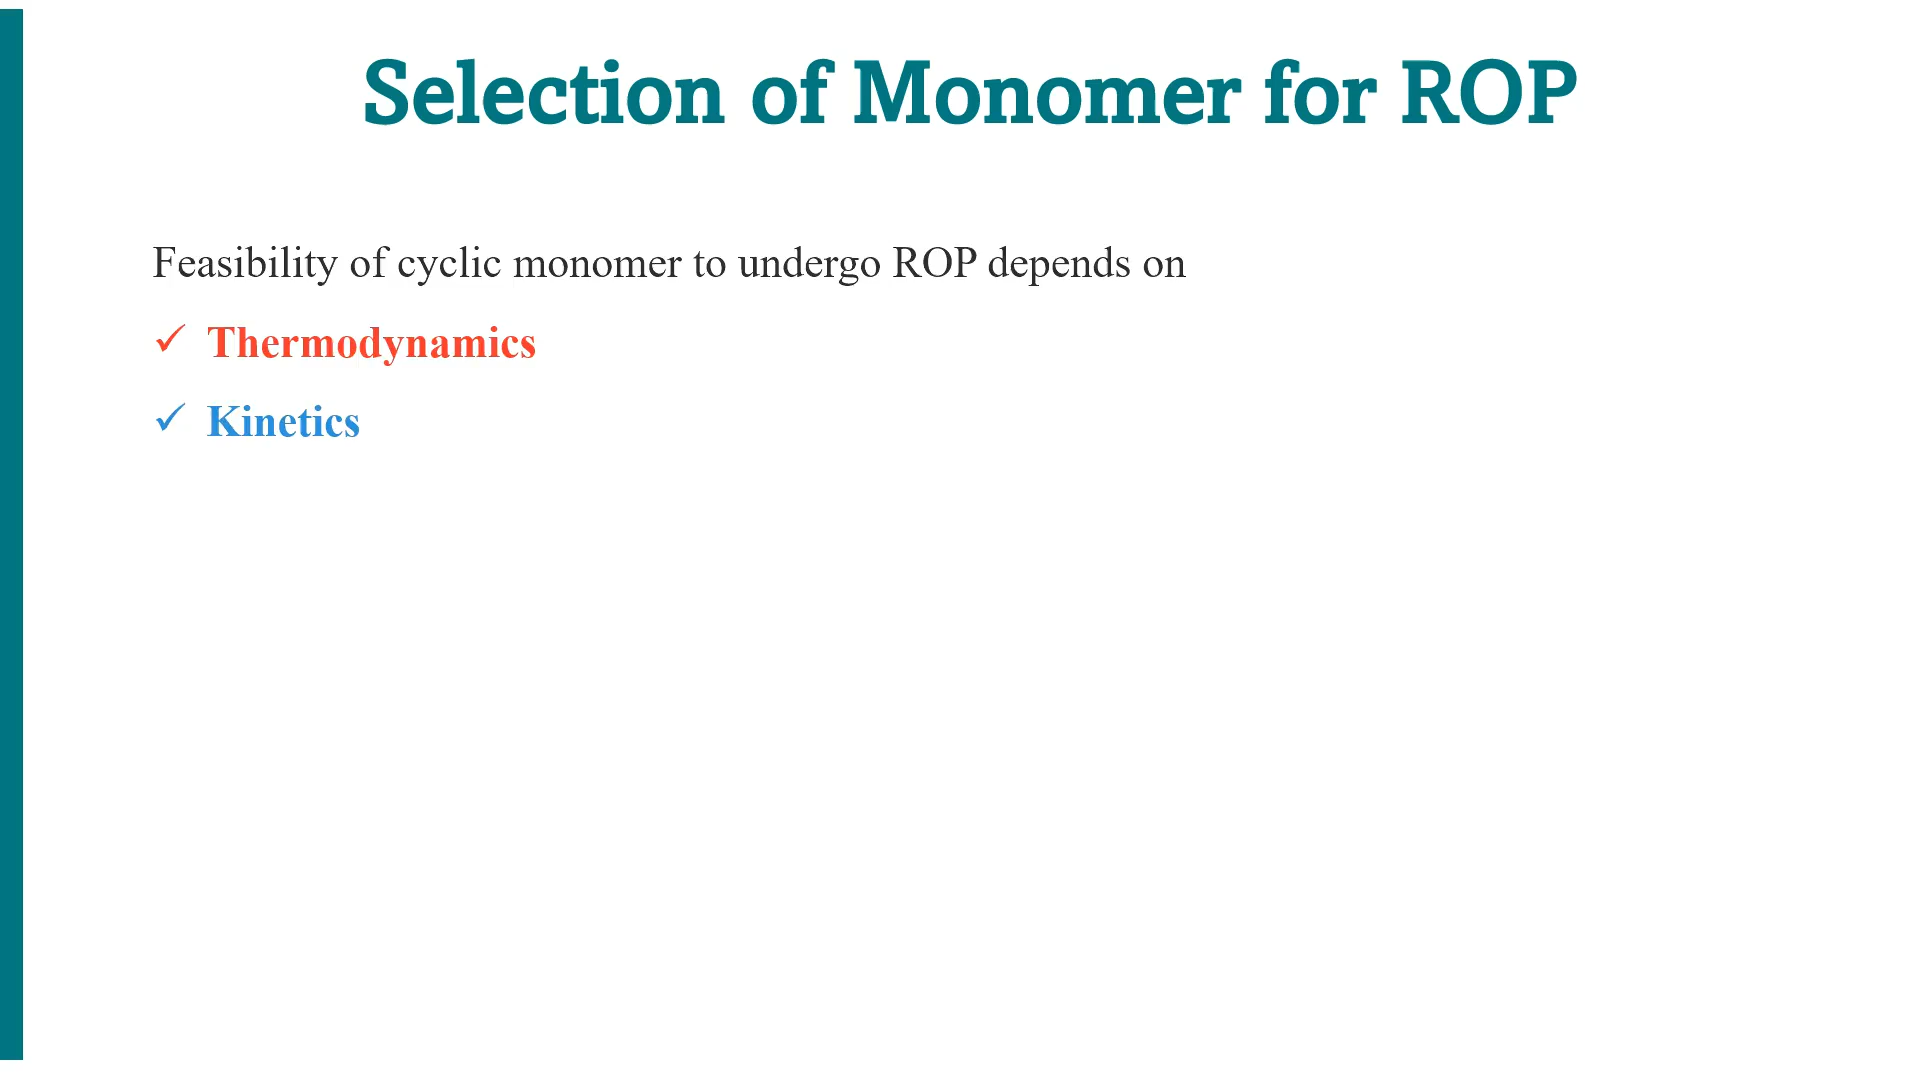 Selection of Monomer for ROP
Feasibility of cyclic monomer to undergo ROP depends on
✓ Thermodynamics
✓ Kinetics